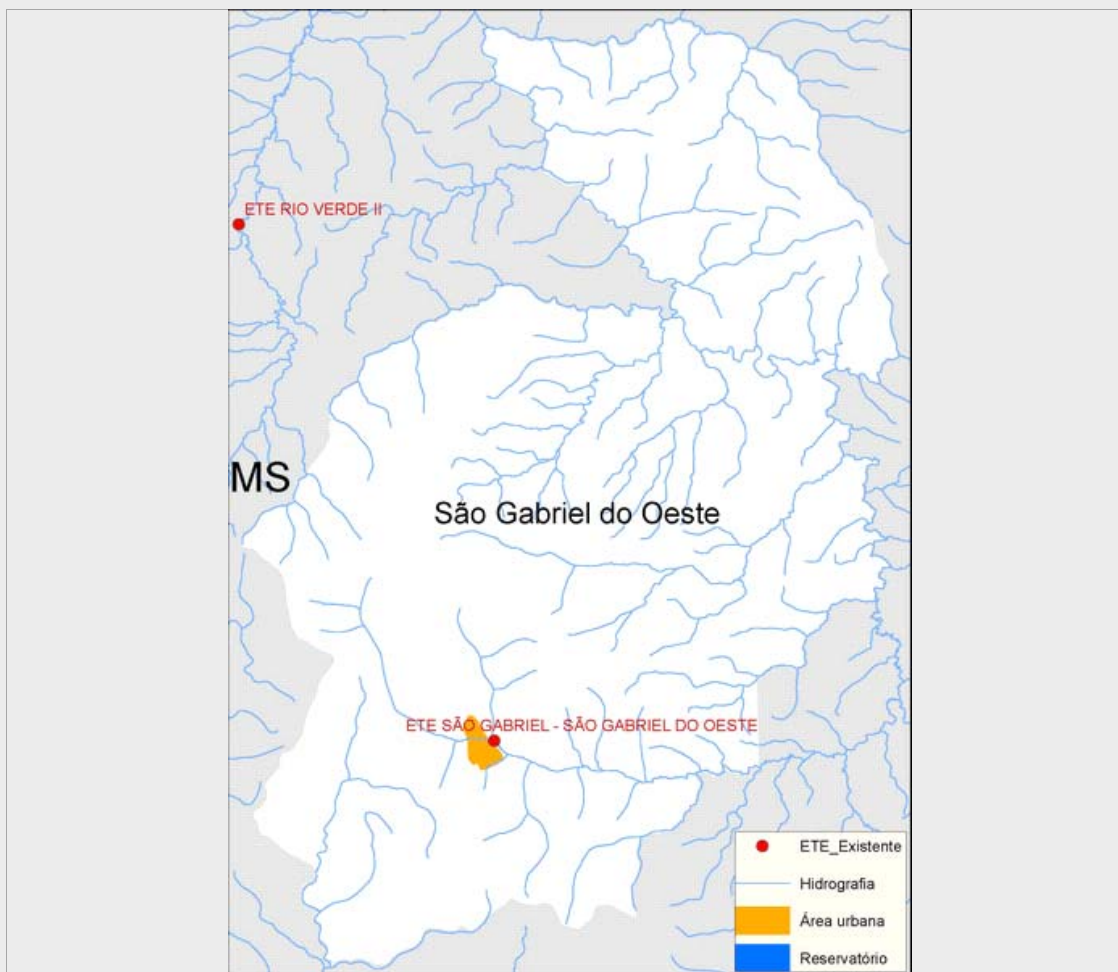 ETE RIO VERDE II
MS
São Gabriel do Oeste
ETE SÃO GABRIEL - SÃO GABRIEL DO OESTE
ETE_Existente
Hidrografia
Área urbana
Reservatório